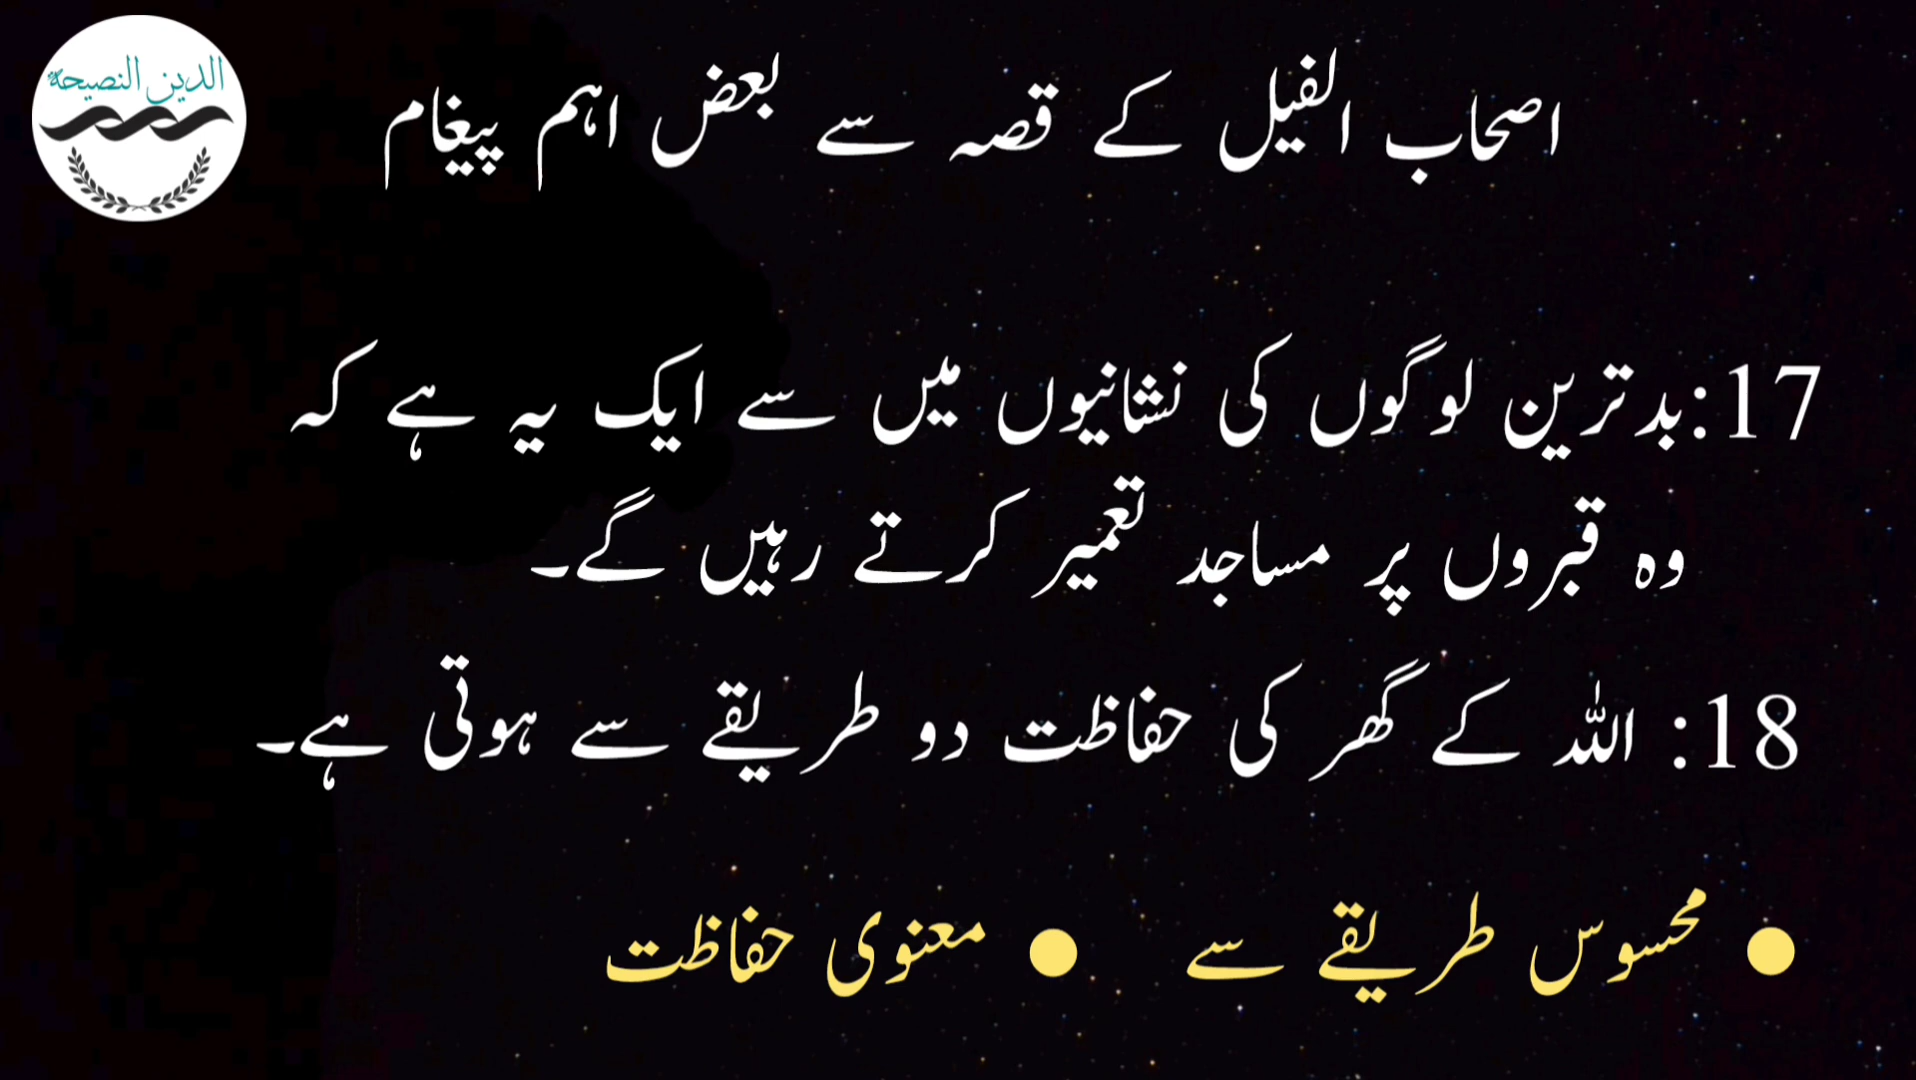 الدین النصیحة
اصحاب الفیل کے قصہ سے بعض اہم پیغام
17:بدترین لوگوں کی نشانیوں میں سے ایک یہ ہے کہ
وہ قبروں پر مساجد تعمیر کرتے رہیں گے۔
18: اللہ کے گھر کی حفاظت دو طریقے سے ہوتی ہے۔
● محسوس طریقے سے ● معنوی حفاظت